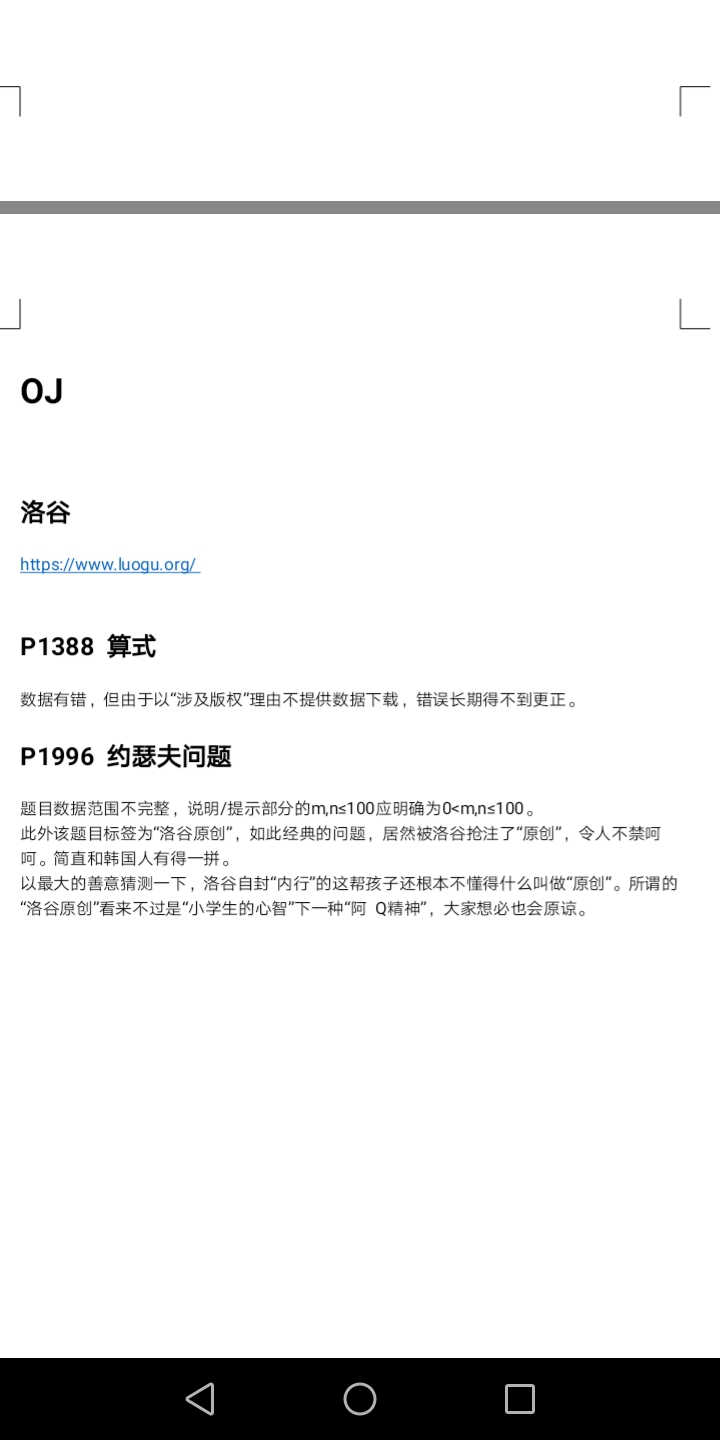 OJ
洛谷
https://www.luogu.org/
P1388 算式
数据有错，但由于以“涉及版权”理由不提供数据下载，错误长期得不到更正。
P1996 约瑟夫问题
题目数据范围不完整，说明/提示部分的m,n≤100应明确为0<m,n≤100。
此外该题目标签为“洛谷原创”，如此经典的问题，居然被洛谷抢注了“原创”，令人不禁呵
呵。简直和韩国人有得一拼。
以最大的善意猜测一下，洛谷自封“内行”的这帮孩子还根本不懂得什么叫做“原创”。所谓的
“洛谷原创”看来不过是“小学生的心智”下一种“阿 Q精神”，大家想必也会原谅。